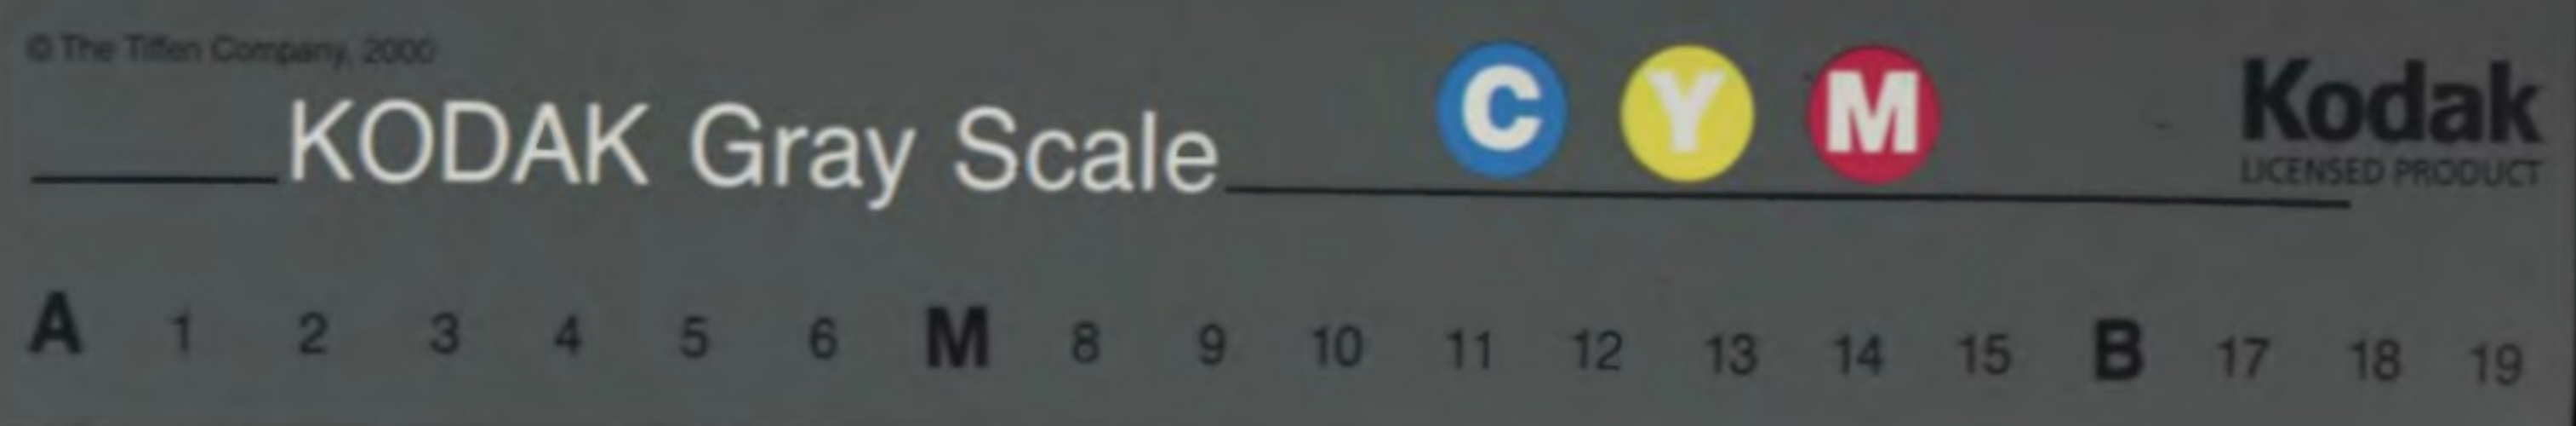 © The Tiffen Company, 2000
KODAK Gray Scale
C Y M
Kodak
LICENSED PRODUCT
A 1 2 3 4 5 6 M 8 9 10 11 12 13 14 15 B 17 18 19